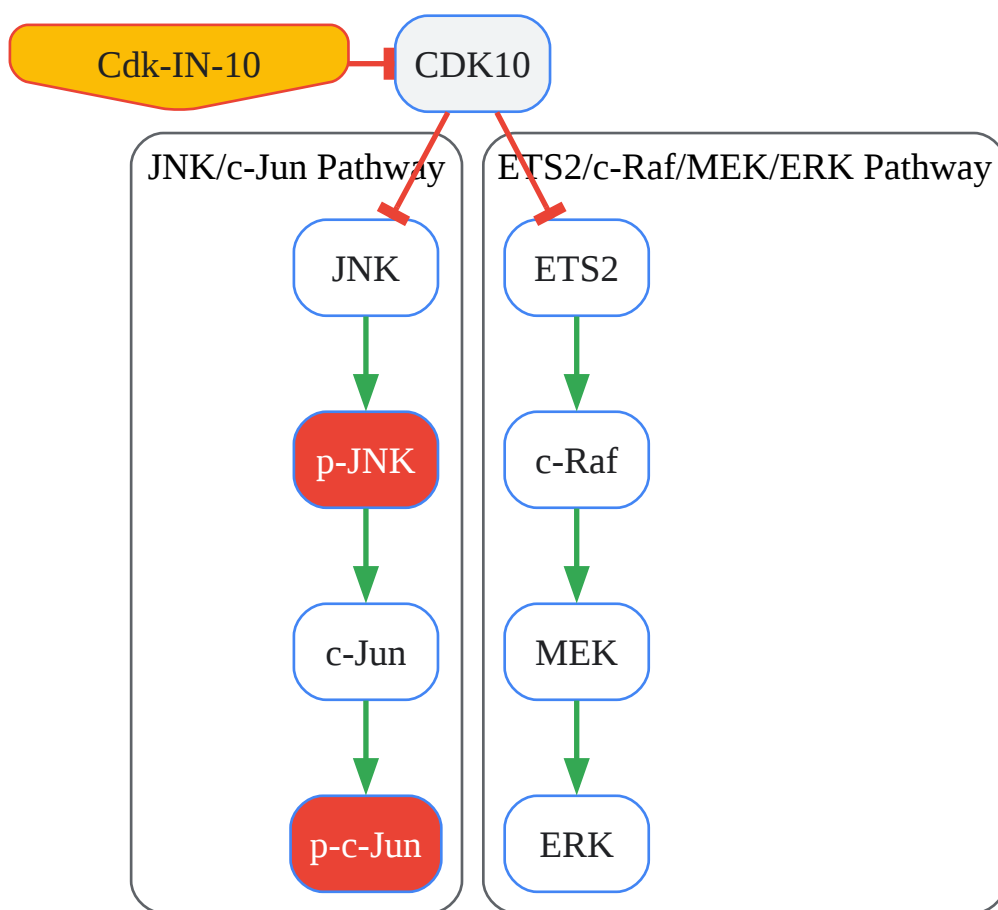 Cdk-IN-10
CDK10
JNK/c-Jun Pathway
JNK
p-JNK
c-Jun
p-c-Jun
ETS2/c-Raf/MEK/ERK Pathway
ETS2
c-Raf
MEK
ERK